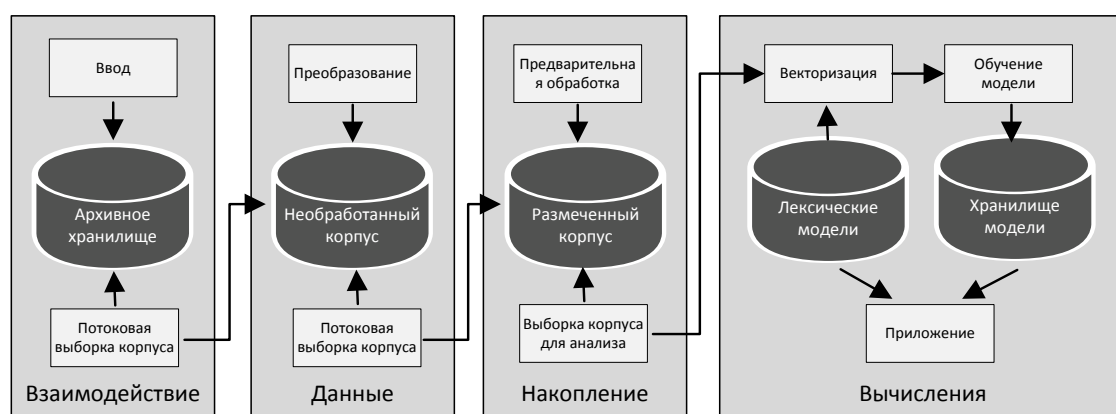 Ввод
Архивное
хранилище
Потоковая
выборка корпуса
Взаимодействие
Преобразование
Необработанный
корпус
Потоковая
выборка корпуса
Данные
Предварительна
я обработка
Размеченный
корпус
Выборка корпуса
для анализа
Накопление
Векторизация
Обучение
модели
Лексические
модели
Хранилище
модели
Приложение
Вычисления